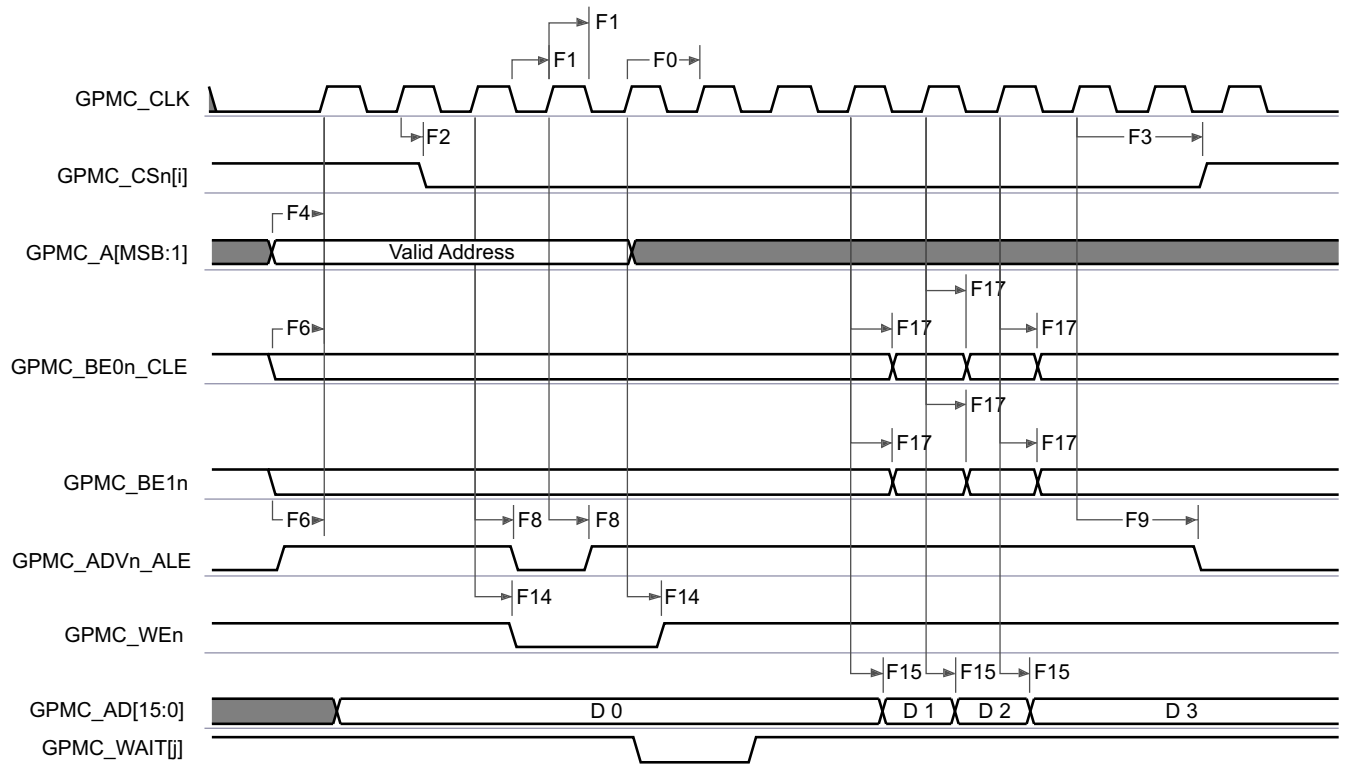 F1
F1 F0
GPMC_CLK
F2 F3
GPMC_CSn[i]
F4
GPMC_A[MSB:1] Valid Address
F17
F6 F17 F17
GPMC_BE0n_CLE
F17
F17 F17
GPMC_BE1n
F6 F8 F8 F9
GPMC_ADVn_ALE
F14 F14
GPMC_WEn
F15 F15 F15
GPMC_AD[15:0] D 0 D 1 D 2 D 3
GPMC_WAIT[j]